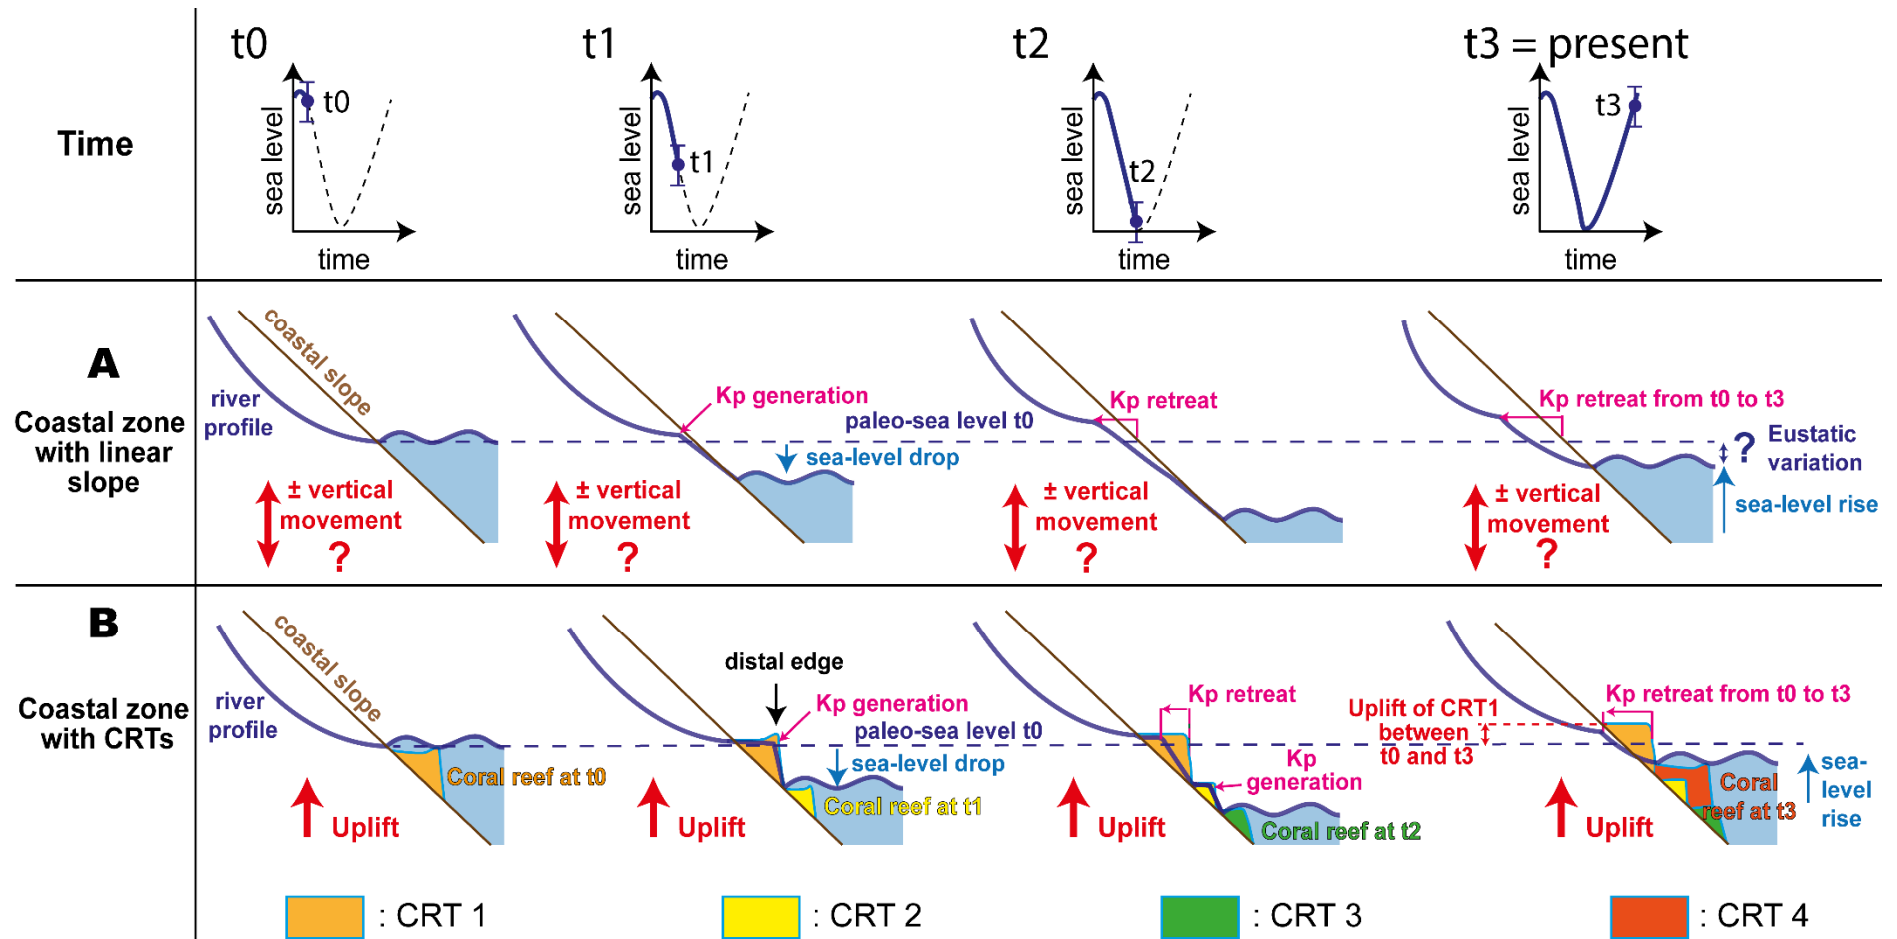 t0
t1
t2
t3 = present
Time
sea level
t0
time
sea level
t1
time
sea level
t2
time
sea level
t3
time
A
Coastal zone
with linear
slope
coastal slope
river
profile
± vertical
movement
?
Kp generation
paleo-sea level t0
sea-level drop
± vertical
movement
?
Kp retreat
± vertical
movement
?
Kp retreat from t0 to t3
? Eustatic
variation
sea-level rise
± vertical
movement
?
B
Coastal zone
with CRTs
coastal slope
river
profile
Coral reef at t0
Uplift
distal edge
Kp generation
paleo-sea level t0
sea-level drop
Coral reef at t1
Uplift
Kp retreat
Kp
generation
Coral reef at t2
Uplift
Uplift of CRT1
between
t0 and t3
Kp retreat from t0 to t3
Coral
reef at t3
sea-
level
rise
Uplift
: CRT 1
: CRT 2
: CRT 3
: CRT 4